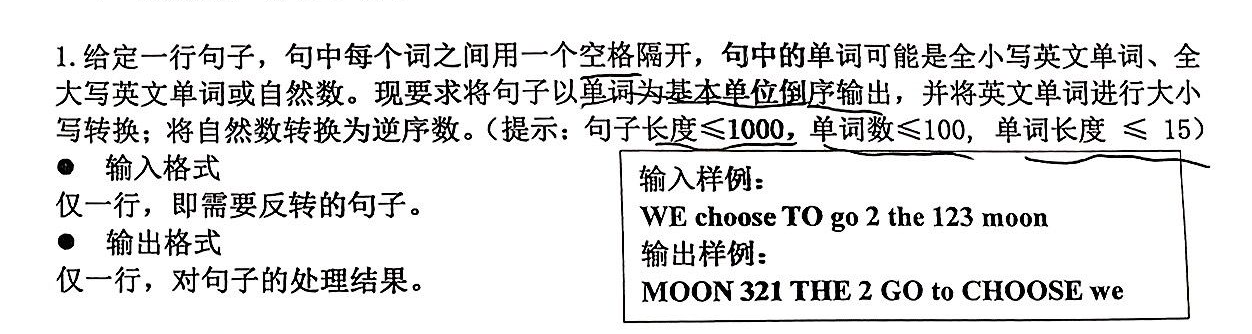 1.给定一行句子，句中每个词之间用一个空格隔开，句中的单词可能是全小写英文单词、全
大写英文单词或自然数。现要求将句子以单词为基本单位倒序输出，并将英文单词进行大小
写转换；将自然数转换为逆序数。（提示：句子长度≤1000，单词数≤100, 单词长度 ≤ 15）
● 输入格式
仅一行，即需要反转的句子。
● 输出格式
仅一行，对句子的处理结果。
输入样例：
WE choose TO go 2 the 123 moon
输出样例：
MOON 321 THE 2 GO to CHOOSE we